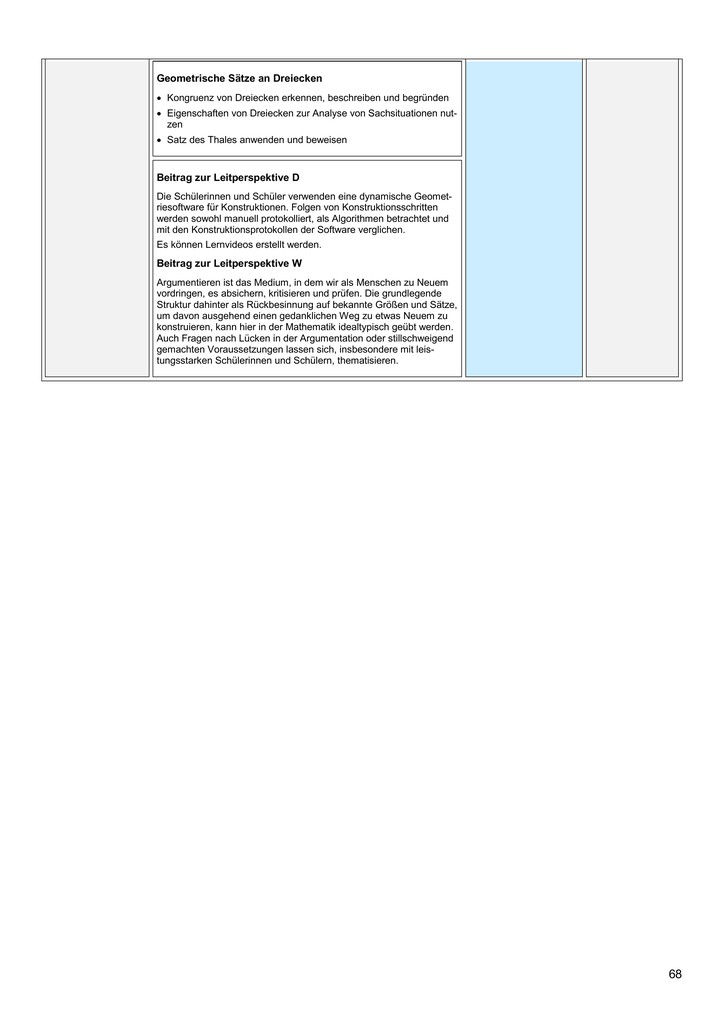 Geometrische Sätze an Dreiecken
• Kongruenz von Dreiecken erkennen, beschreiben und begründen
• Eigenschaften von Dreiecken zur Analyse von Sachsituationen nut-
zen
• Satz des Thales anwenden und beweisen
Beitrag zur Leitperspektive D
Die Schülerinnen und Schüler verwenden eine dynamische Geomet-
riesoftware für Konstruktionen. Folgen von Konstruktionsschritten
werden sowohl manuell protokolliert, als Algorithmen betrachtet und
mit den Konstruktionsprotokollen der Software verglichen.
Es können Lernvideos erstellt werden.
Beitrag zur Leitperspektive W
Argumentieren ist das Medium, in dem wir als Menschen zu Neuem
vordringen, es absichern, kritisieren und prüfen. Die grundlegende
Struktur dahinter als Rückbesinnung auf bekannte Größen und Sätze,
um davon ausgehend einen gedanklichen Weg zu etwas Neuem zu
konstruieren, kann hier in der Mathematik idealtypisch geübt werden.
Auch Fragen nach Lücken in der Argumentation oder stillschweigend
gemachten Voraussetzungen lassen sich, insbesondere mit leis-
tungsstarken Schülerinnen und Schülern, thematisieren.
68